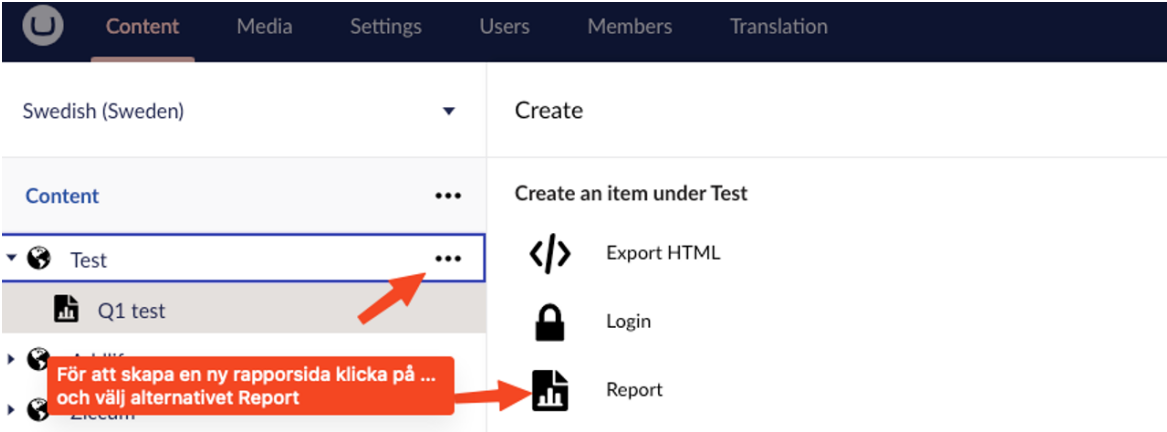 Content Media Settings Users Members Translation
Swedish (Sweden)
Create
Content ...
Create an item under Test
Export HTML
Test ...
Q1 test
Login
För att skapa en ny rapporsida klicka på ...
och välj alternativet Report
Report